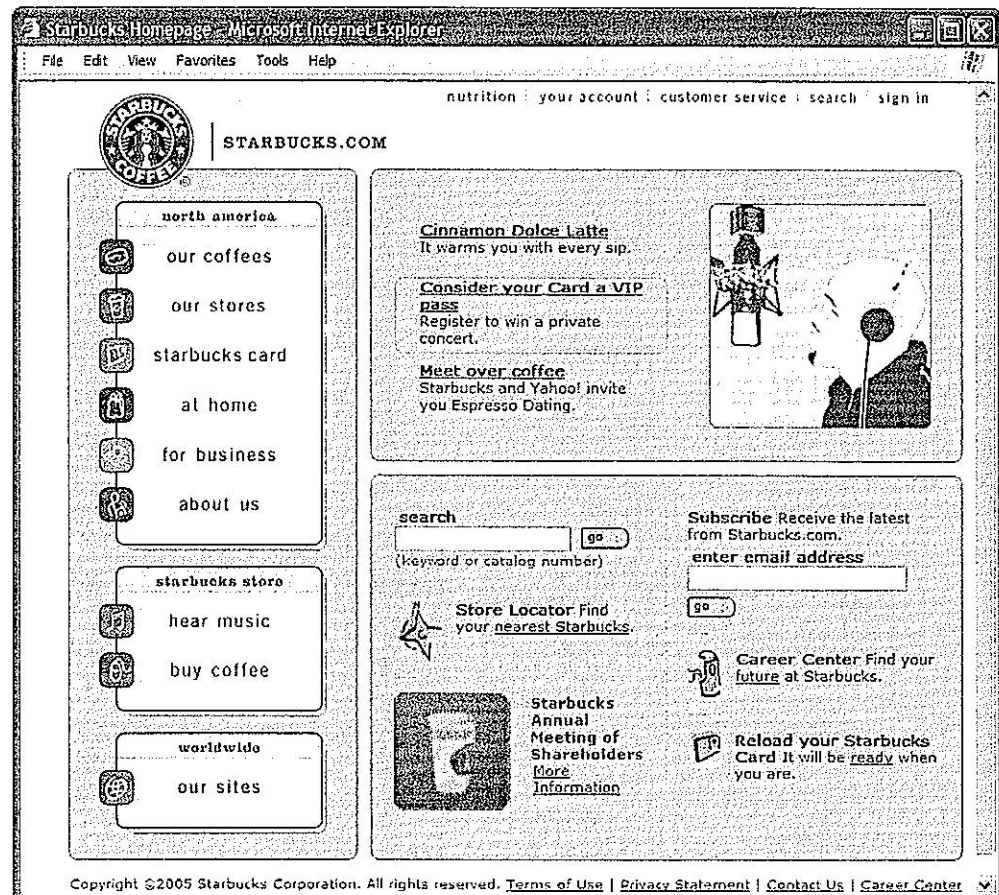 Starbucks Homepage - Microsoft Internet Explorer
File Edit View Favorites Tools Help
nutrition your account customer service search sign in
STARBUCKS COFFEE
STARBUCKS.COM
north america
our coffees
our stores
starbucks card
at home
for business
about us
starbucks store
hear music
buy coffee
worldwide
our sites
Cinnamon Dolce Latte
It warms you with every sip.
Consider your Card a VIP
pass
Register to win a private
concert.
Meet over coffee
Starbucks and Yahoo! invite
you Espresso Dating.
search
go
(keyword or catalog number)
Store Locator Find
your nearest Starbucks.
Starbucks
Annual
Meeting of
Shareholders
More
Information
Subscribe Receive the latest
from Starbucks.com.
enter email address
go
Career Center Find your
future at Starbucks.
Reload your Starbucks
Card It will be ready when
you are.
Copyright ©2005 Starbucks Corporation. All rights reserved. Terms of Use | Privacy Statement | Contact Us | Career Center